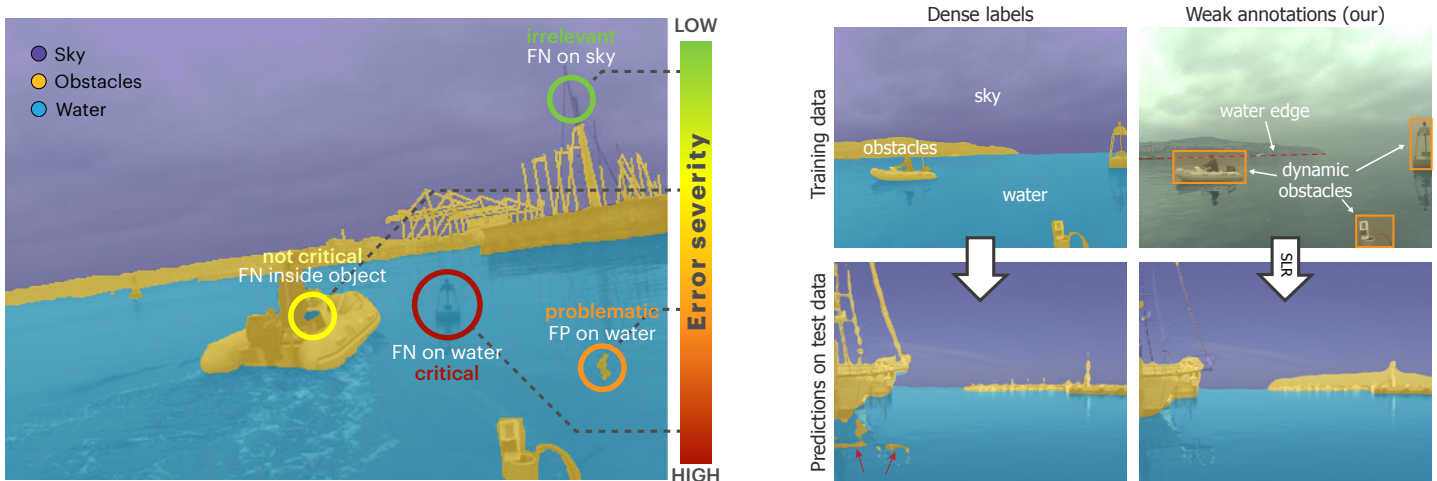 Sky
Obstacles
Water
irrelevant
FN on sky
not critical
FN inside object
FN on water
critical
problematic
FP on water
LOW
Error severity
HIGH
Dense labels
Weak annotations (our)
Training data
sky
obstacles
water
water edge
dynamic
obstacles
SLR
Predictions on test data